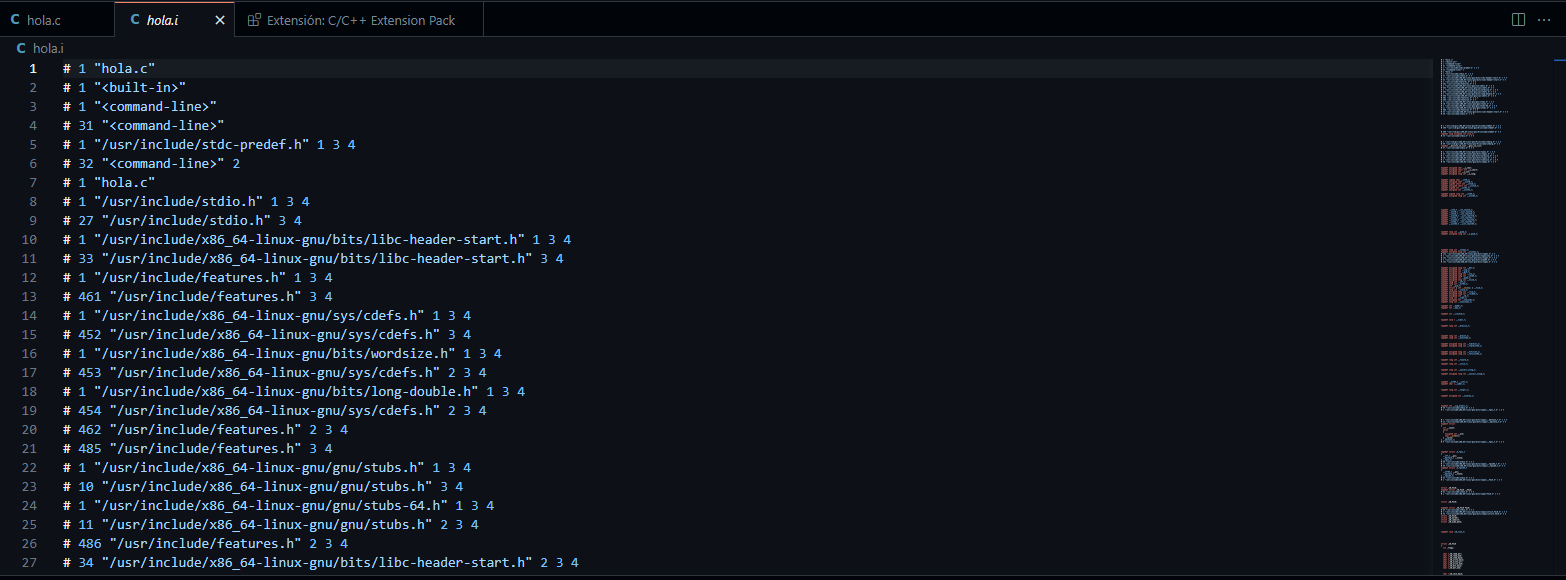 C hola.c
C hola.i ×
Extensión: C/C++ Extension Pack
C hola.i
1 # 1 "hola.c"
2 # 1 "<built-in>"
3 # 1 "<command-line>"
4 # 31 "<command-line>"
5 # 1 "/usr/include/stdc-predef.h" 1 3 4
6 # 32 "<command-line>" 2
7 # 1 "hola.c"
8 # 1 "/usr/include/stdio.h" 1 3 4
9 # 27 "/usr/include/stdio.h" 3 4
10 # 1 "/usr/include/x86_64-linux-gnu/bits/libc-header-start.h" 1 3 4
11 # 33 "/usr/include/x86_64-linux-gnu/bits/libc-header-start.h" 3 4
12 # 1 "/usr/include/features.h" 1 3 4
13 # 461 "/usr/include/features.h" 3 4
14 # 1 "/usr/include/x86_64-linux-gnu/sys/cdefs.h" 1 3 4
15 # 452 "/usr/include/x86_64-linux-gnu/sys/cdefs.h" 3 4
16 # 1 "/usr/include/x86_64-linux-gnu/bits/wordsize.h" 1 3 4
17 # 453 "/usr/include/x86_64-linux-gnu/sys/cdefs.h" 2 3 4
18 # 1 "/usr/include/x86_64-linux-gnu/bits/long-double.h" 1 3 4
19 # 454 "/usr/include/x86_64-linux-gnu/sys/cdefs.h" 2 3 4
20 # 462 "/usr/include/features.h" 2 3 4
21 # 485 "/usr/include/features.h" 3 4
22 # 1 "/usr/include/x86_64-linux-gnu/gnu/stubs.h" 1 3 4
23 # 10 "/usr/include/x86_64-linux-gnu/gnu/stubs.h" 3 4
24 # 1 "/usr/include/x86_64-linux-gnu/gnu/stubs-64.h" 1 3 4
25 # 11 "/usr/include/x86_64-linux-gnu/gnu/stubs.h" 2 3 4
26 # 486 "/usr/include/features.h" 2 3 4
27 # 34 "/usr/include/x86_64-linux-gnu/bits/libc-header-start.h" 2 3 4